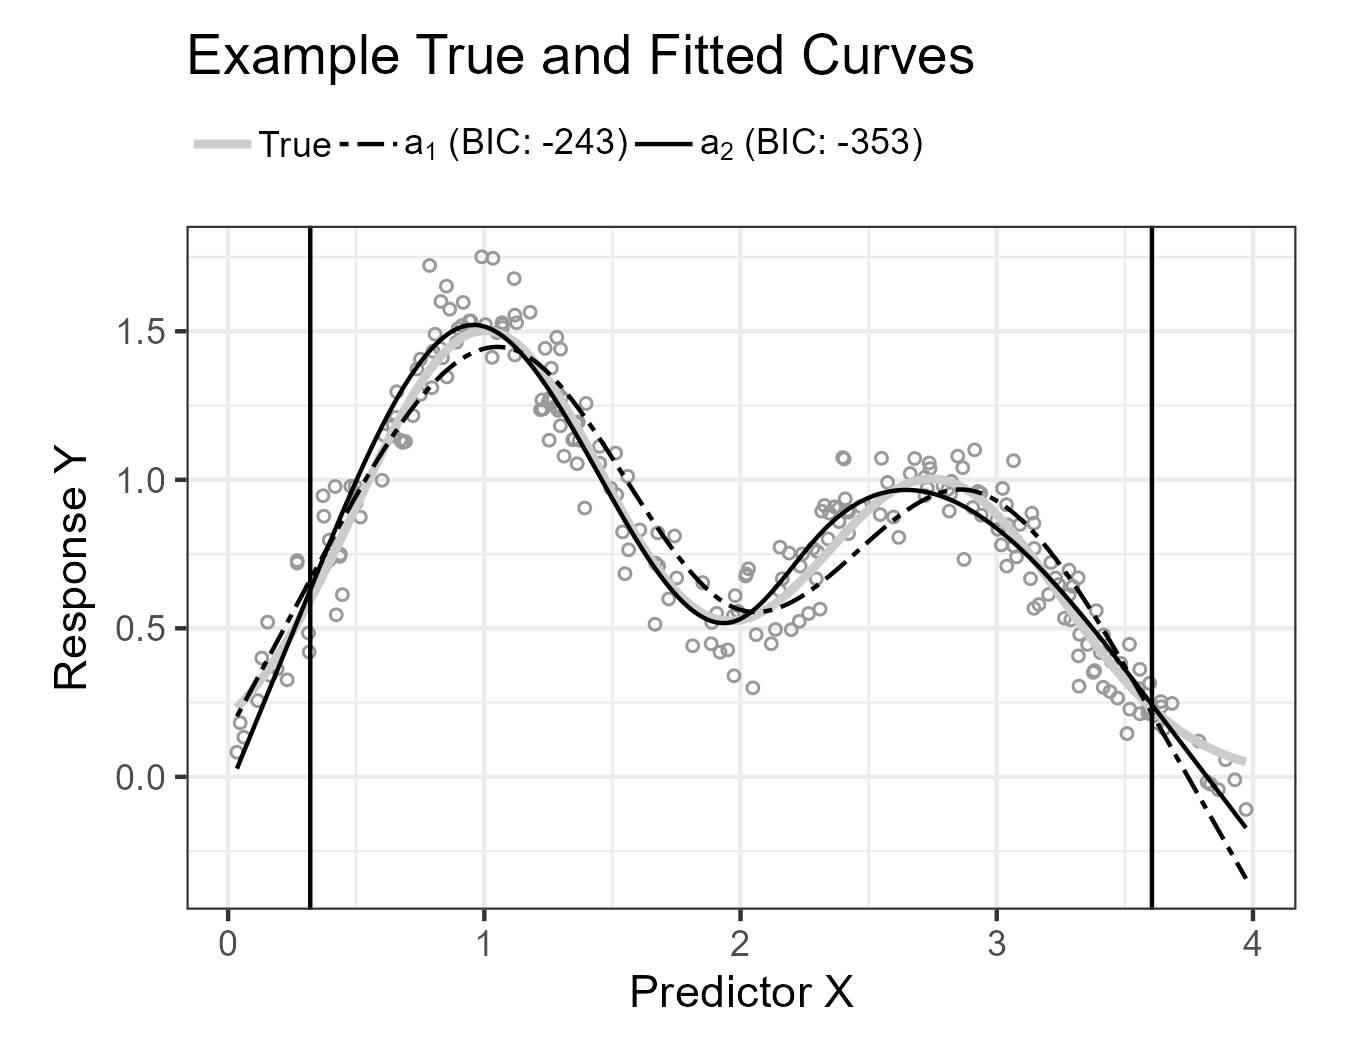 Example True and Fitted Curves
True a₁ (BIC: -243) a₂ (BIC: -353)
Response Y
1.5
1.0
0.5
0.0
0 1 2 3 4
Predictor X